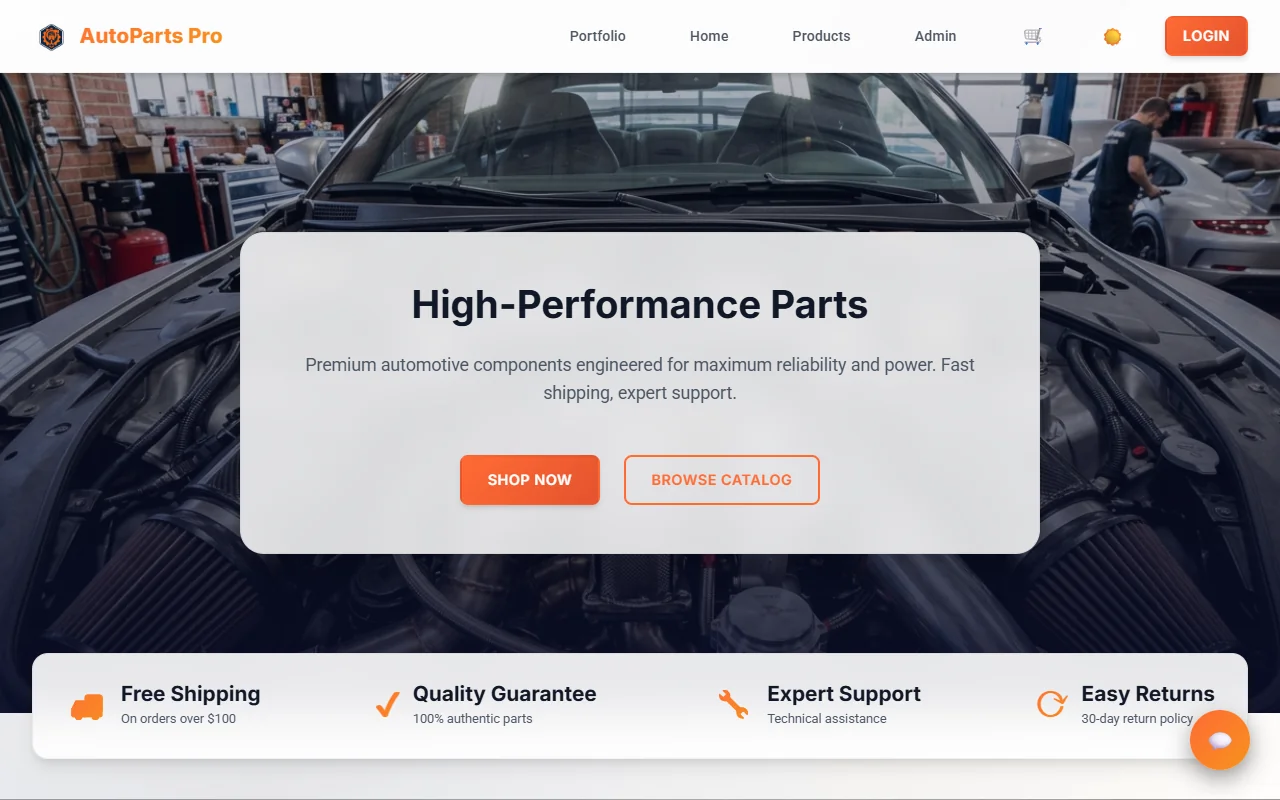 AutoParts Pro
Portfolio
Home
Products
Admin
LOGIN
High-Performance Parts
Premium automotive components engineered for maximum reliability and power. Fast
shipping, expert support.
SHOP NOW
BROWSE CATALOG
Free Shipping
On orders over $100
Quality Guarantee
100% authentic parts
Expert Support
Technical assistance
Easy Returns
30-day return policy